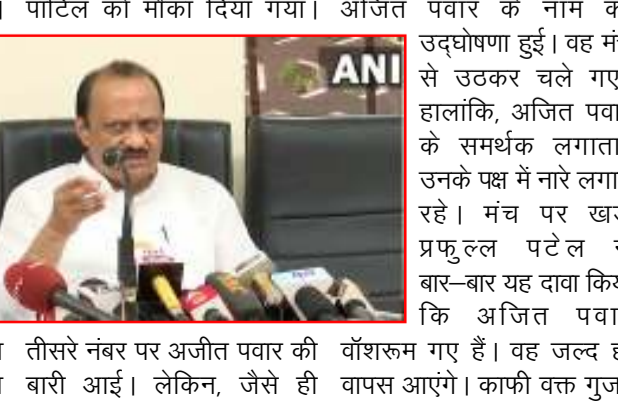 पाटिल को मौका दिया गया।
ANI
तीसरे नंबर पर अजीत पवार की
बारी आई। लेकिन, जैसे ही
अजित पवार के नाम
उद्घोषणा हुई। वह
से उठकर चले गए
हालांकि, अजित पवा
के समर्थक लगाता
उनके पक्ष में नारे लगा
रहे। मंच पर
प्रफुल्ल पटेल
बार–बार यह दावा
कि अजित पवा
वॉशरूम गए हैं। वह जल्द
वापस आएंगे। काफी वक्त गुज